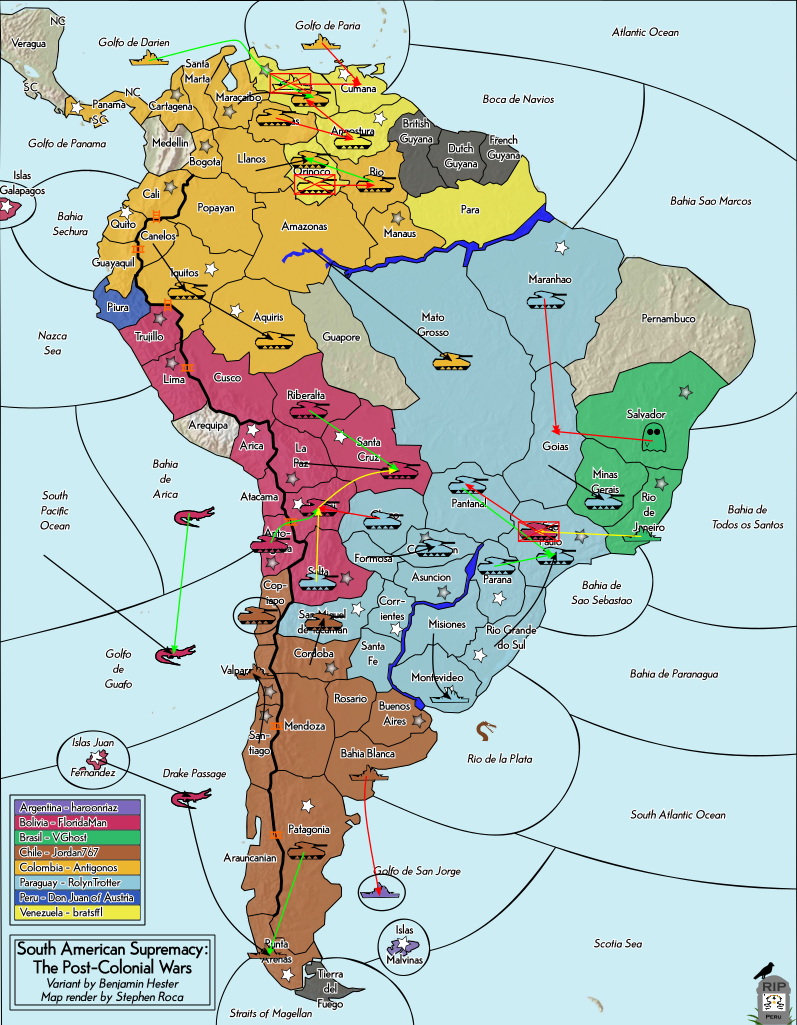 NC
Golfo de Darien
Golfo de Paria
Atlantic Ocean
Veragua
Santa
Marta
Cumana
Boca de Navios
SC
NC
Panama
SC
Cartagena
Maracaibo
Angostura
British
Guyana
Dutch
Guyana
French
Guyana
Golfo de Panama
Medellin
Bogota
Llanos
Orinoco
Rio
Islas
Galapagos
Cali
Popayan
Para
Bahia Sao Marcos
Bahia
Sechura
Quito
Canelos
Amazonas
Manaus
Guayaquil
Iquitos
Maranhao
Piura
Aquiris
Mato
Grosso
Pernambuco
Nazca
Sea
Trujillo
Guapore
Lima
Cusco
Riberalta
Salvador
Arequipa
Arica
La
Paz
Santa
Cruz
Goias
Bahia
de
Arica
Minas
Gerais
Rio
de
Janeiro
South
Pacific
Ocean
Atacama
Pantanal
Bahia de
Todos os Santos
Paulo
Formosa
Asuncion
Parana
Salta
Cop-
iapo
Bahia de
Sao Sebastao
Corr-
ientes
San Miguel
de Tucuman
Misiones
Rio Grande
do Sul
Golfo
de
Guafo
Cordoba
Santa
Fe
Bahia de Paranagua
Montevideo
Rosario
Buenos
Aires
San-
tiago
Mendoza
Islas Juan
Fernandez
Bahia Blanca
Rio de la Plata
Drake Passage
South Atlantic Ocean
Patagonia
Araucanian
Golfo de San Jorge
Argentina - haroonriaz
Bolivia - FloridaMan
Brasil - VGhost
Chile - Jordan767
Colombia - Antigonos
Paraguay - RolynTrotter
Peru - Don Juan of Austria
Venezuela - bratsffl
South American Supremacy:
The Post-Colonial Wars
Variant by Benjamin Hester
Map render by Stephen Roca
Punta
Arenas
Islas
Malvinas
Scotia Sea
Tierra
del
Fuego
Straits of Magellan
RIP
PERU